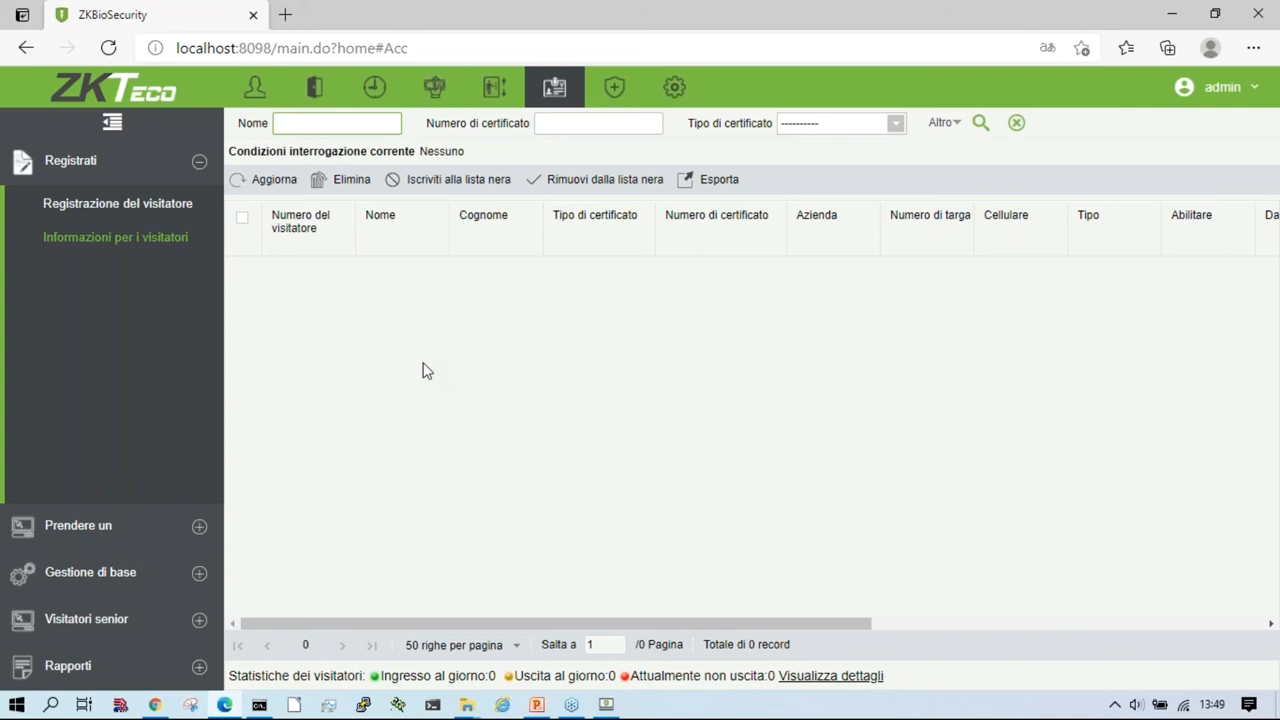 ZKBioSecurity
localhost:8098/main.do?home#Acc
ZKTeco
admin
Nome
Numero di certificato
Tipo di certificato
----------
Altro
Condizioni interrogazione corrente Nessuno
Aggiorna
Elimina
Iscriviti alla lista nera
Rimuovi dalla lista nera
Esporta
Registrati
Registrazione del visitatore
Informazioni per i visitatori
Numero del visitatore
Nome
Cognome
Tipo di certificato
Numero di certificato
Azienda
Numero di targa
Cellulare
Tipo
Abilitare
Da
Prendere un
Gestione di base
Visitatori senior
Rapporti
0
50 righe per pagina
Salta a 1 /0 Pagina
Totale di 0 record
Statistiche dei visitatori: Ingresso al giorno:0 Uscita al giorno:0 Attualmente non uscita:0 Visualizza dettagli
13:49